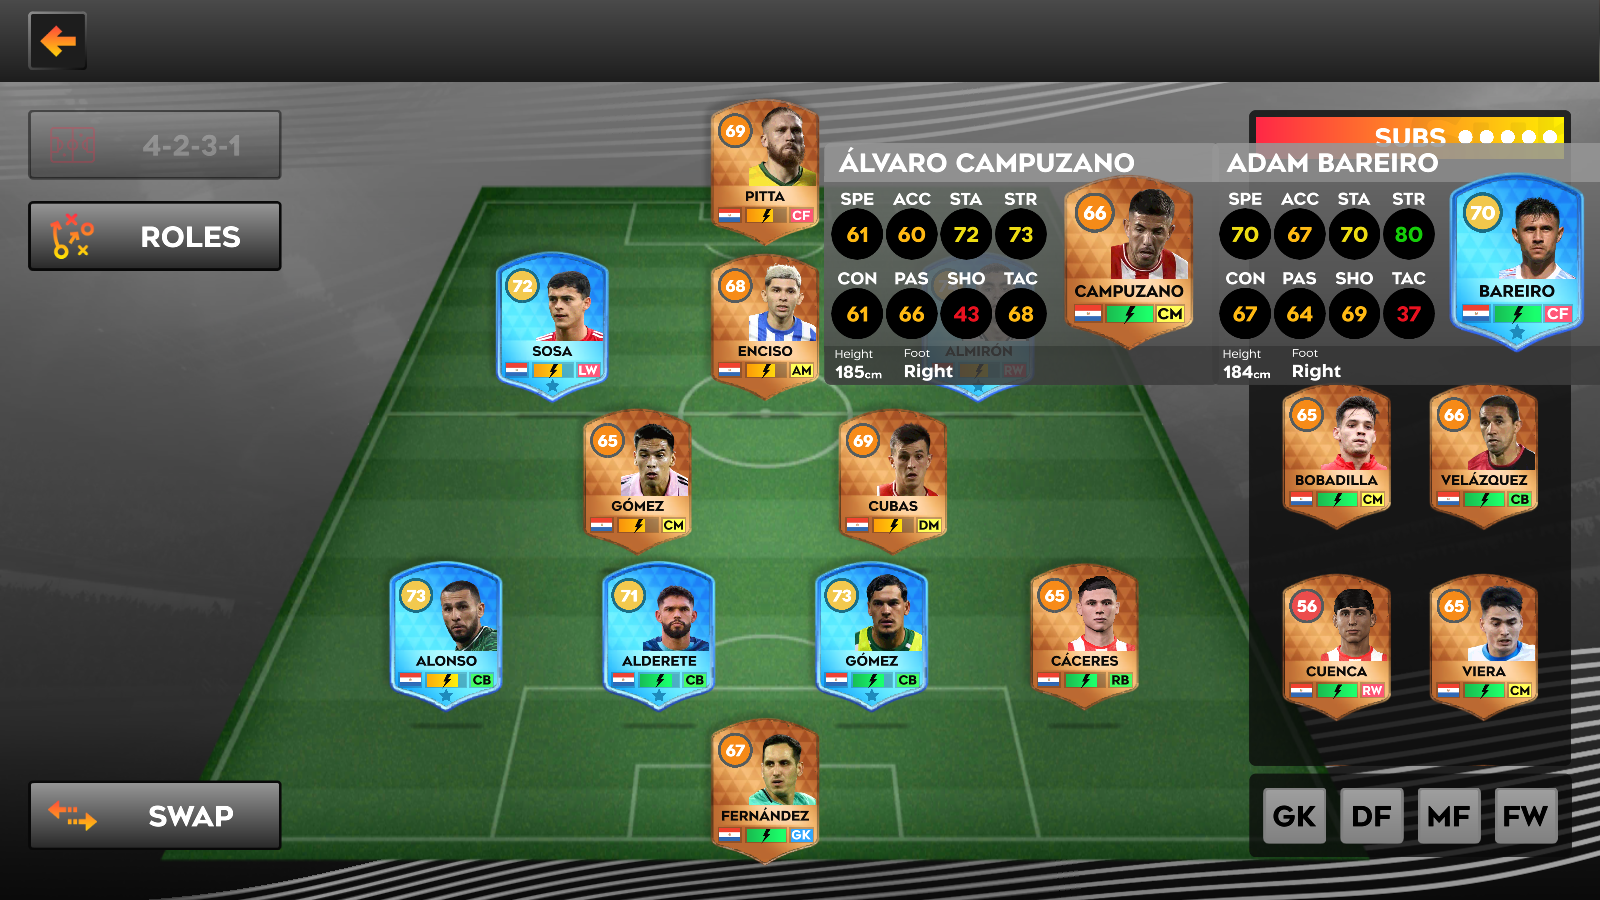 4-2-3-1
ROLES
SWAP
SUBS
69
PITTA
CF
72
SOSA
LW
68
ENCISO
AM
ALMIRÓN
RW
65
GÓMEZ
CM
69
CUBAS
DM
73
ALONSO
CB
71
ALDERETE
CB
73
GÓMEZ
CB
65
CÁCERES
RB
67
FERNÁNDEZ
GK
ÁLVARO CAMPUZANO
SPE ACC STA STR
61 60 72 73
CON PAS SHO TAC
61 66 43 68
Height Foot
185cm Right
66
CAMPUZANO
CM
ADAM BAREIRO
SPE ACC STA STR
70 67 70 80
CON PAS SHO TAC
67 64 69 37
Height Foot
184cm Right
70
BAREIRO
CF
65
BOBADILLA
CM
66
VELÁZQUEZ
CB
56
CUENCA
RW
65
VIERA
CM
GK DF MF FW